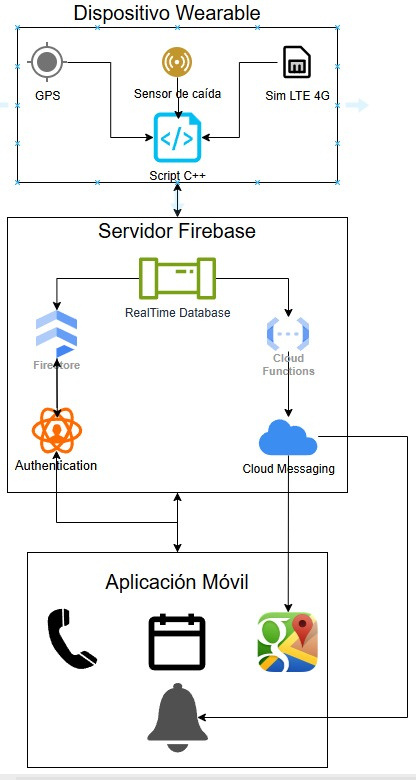 Dispositivo Wearable
GPS
Sensor de caída
Sim LTE 4G
</>
Script C++
Servidor Firebase
RealTime Database
Firestore
Cloud
Functions
Authentication
Cloud Messaging
Aplicación Móvil
g